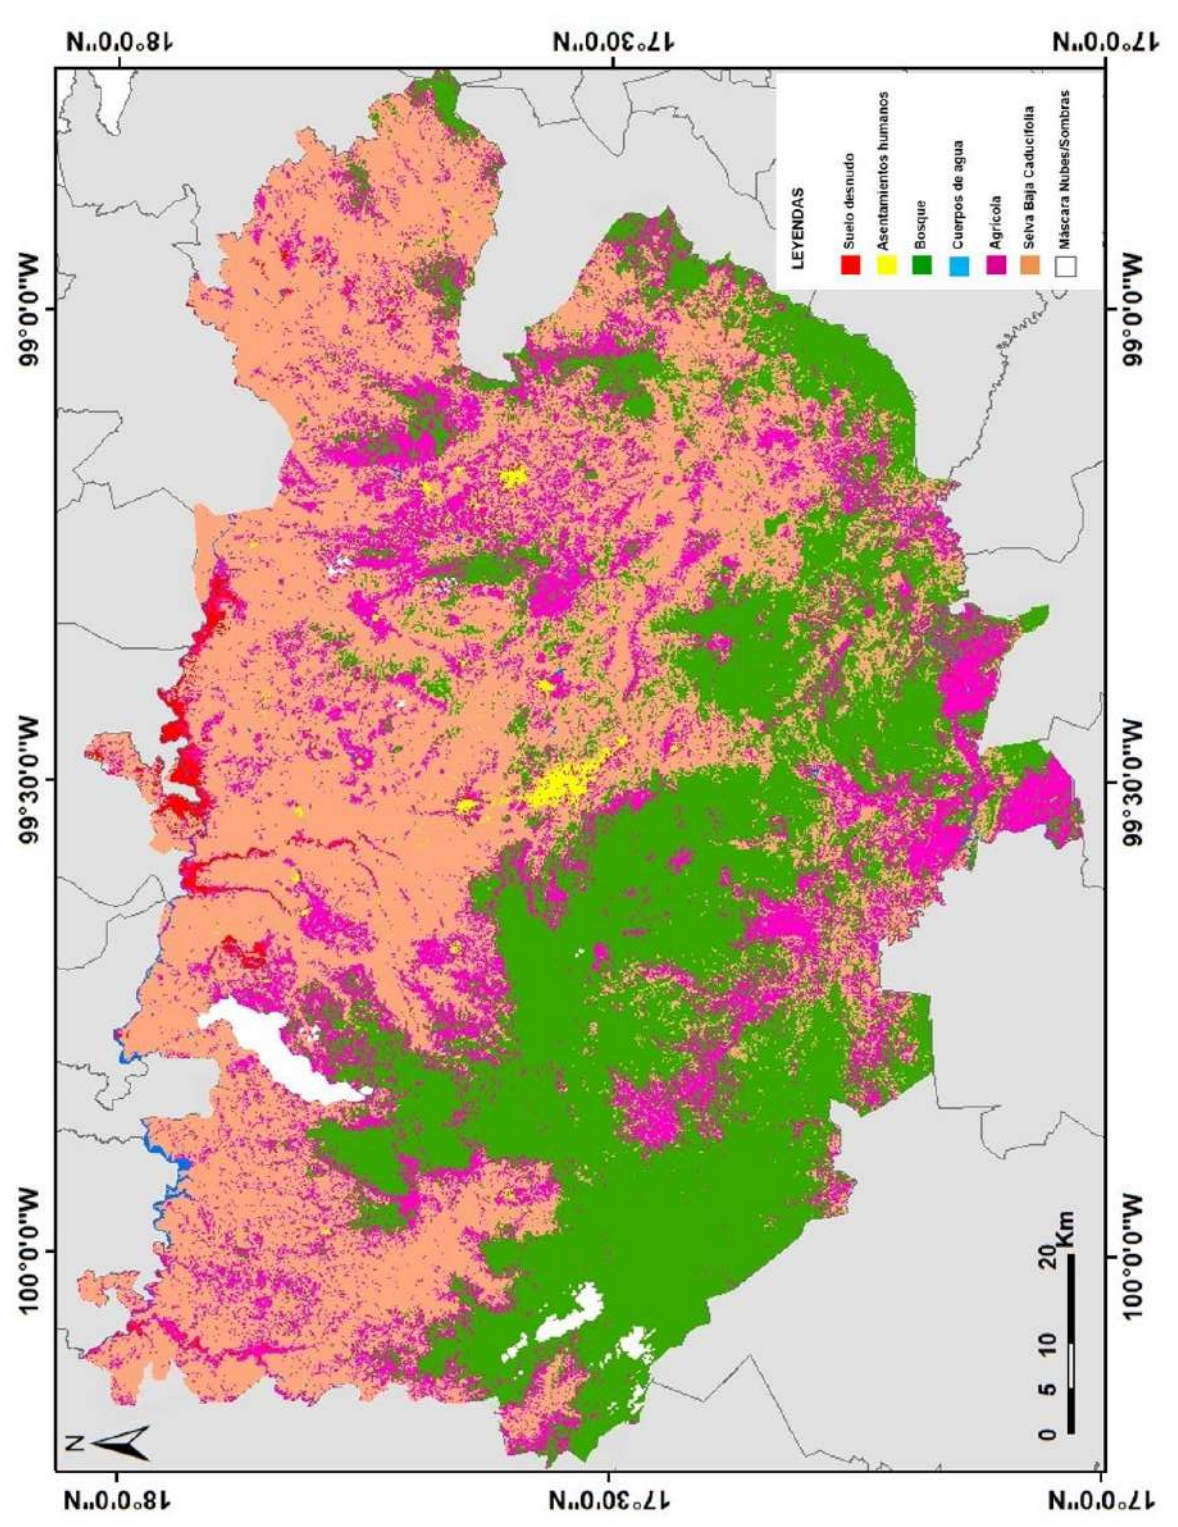 100°0'0"W 99°30'0"W 99°0'0"W
18°0'0"N 18°0'0"N
N
17°30'0"N 17°30'0"N
LEYENDAS
Suelo desnudo
Asentamientos humanos
Bosque
Cuerpos de agua
Agrícola
Selva Baja Caducifolia
Máscara Nubes/Sombras
0 5 10 20
Km
17°0'0"N 17°0'0"N
100°0'0"W 99°30'0"W 99°0'0"W